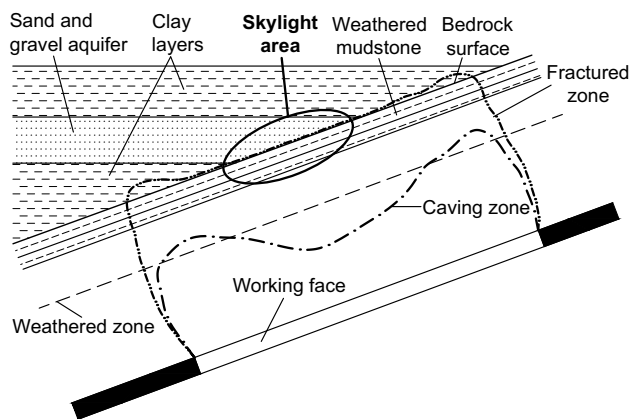 Sand and
gravel aquifer
Clay
layers
Skylight
area
Weathered
mudstone
Bedrock
surface
Fractured
zone
Caving zone
Working face
Weathered zone